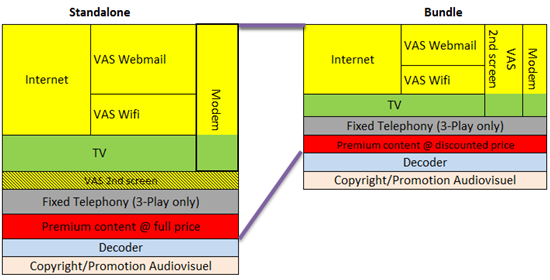 Standalone
Internet
VAS Webmail
VAS Wifi
Modem
TV
VAS 2nd screen
Fixed Telephony (3-Play only)
Premium content @ full price
Decoder
Copyright/Promotion Audiovisuel
Bundle
Internet
VAS Webmail
VAS Wifi
VAS
2nd screen
Modem
TV
Fixed Telephony (3-Play only)
Premium content @ discounted price
Decoder
Copyright/Promotion Audiovisuel